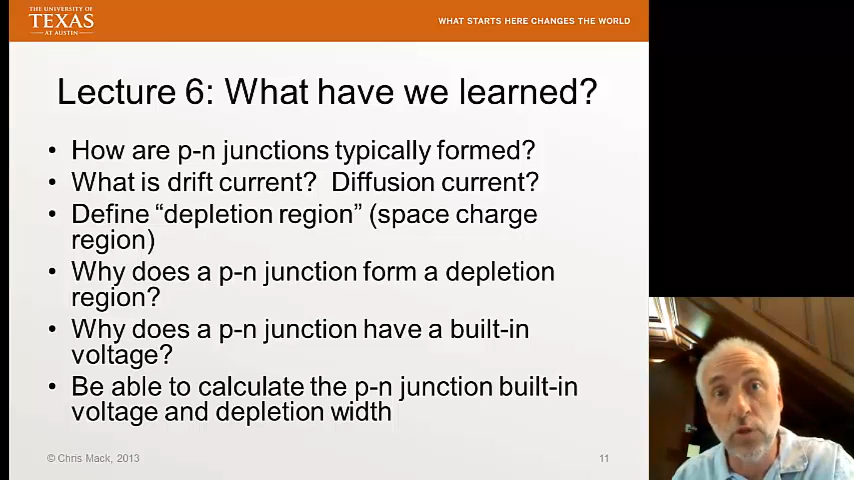 THE UNIVERSITY OF
TEXAS
AT AUSTIN
WHAT STARTS HERE CHANGES THE WORLD
Lecture 6: What have we learned?
• How are p-n junctions typically formed?
• What is drift current? Diffusion current?
• Define “depletion region” (space charge
region)
• Why does a p-n junction form a depletion
region?
• Why does a p-n junction have a built-in
voltage?
• Be able to calculate the p-n junction built-in
voltage and depletion width
© Chris Mack, 2013
11